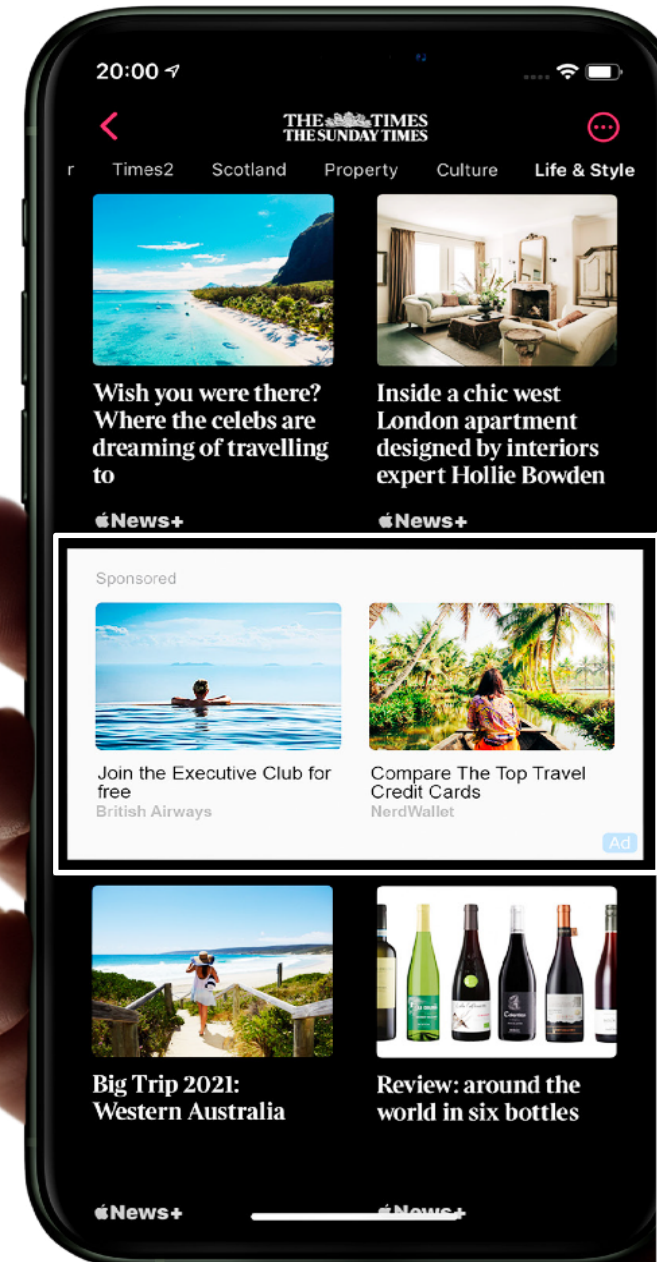 20:00
THE TIMES
THE SUNDAY TIMES
r Times2 Scotland Property Culture Life & Style
Wish you were there?
Where the celebs are
dreaming of travelling
to
News+
Inside a chic west
London apartment
designed by interiors
expert Hollie Bowden
News+
Sponsored
Join the Executive Club for
free
British Airways
Compare The Top Travel
Credit Cards
NerdWallet
Ad
Big Trip 2021:
Western Australia
News+
Review: around the
world in six bottles
News+